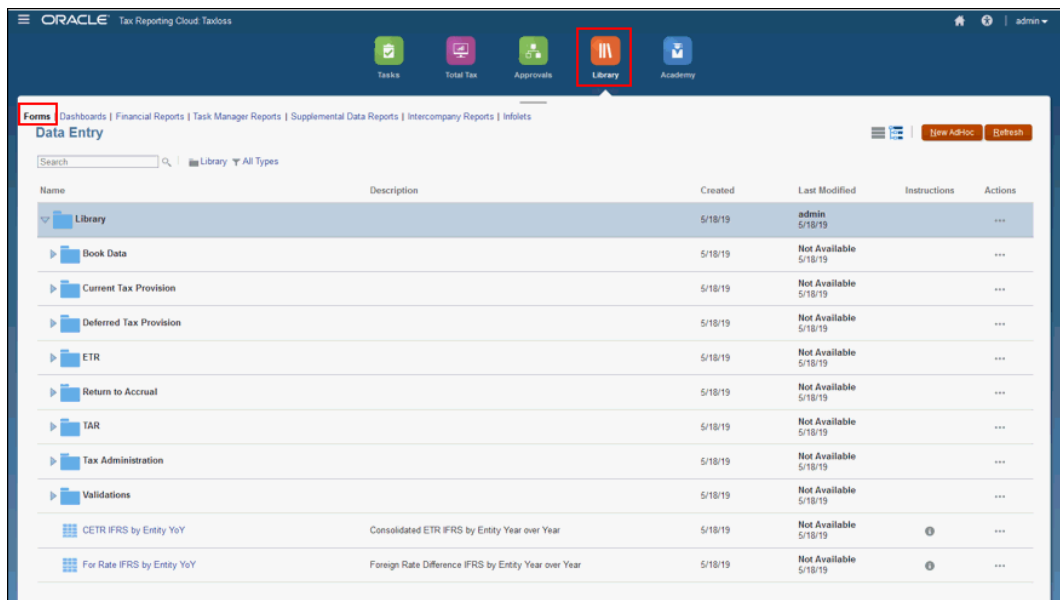 ORACLE Tax Reporting Cloud: Taxloss admin
Tasks Total Tax Approvals Library Academy
Forms | Dashboards | Financial Reports | Task Manager Reports | Supplemental Data Reports | Intercompany Reports | Infolets
Data Entry New AdHoc Refresh
Search Library All Types
Name Description Created Last Modified Instructions Actions
Library 5/18/19 admin
5/18/19
Book Data 5/18/19 Not Available
5/18/19
Current Tax Provision 5/18/19 Not Available
5/18/19
Deferred Tax Provision 5/18/19 Not Available
5/18/19
ETR 5/18/19 Not Available
5/18/19
Return to Accrual 5/18/19 Not Available
5/18/19
TAR 5/18/19 Not Available
5/18/19
Tax Administration 5/18/19 Not Available
5/18/19
Validations 5/18/19 Not Available
5/18/19
CETR IFRS by Entity YoY Consolidated ETR IFRS by Entity Year over Year 5/18/19 Not Available
5/18/19
For Rate IFRS by Entity YoY Foreign Rate Difference IFRS by Entity Year over Year 5/18/19 Not Available
5/18/19